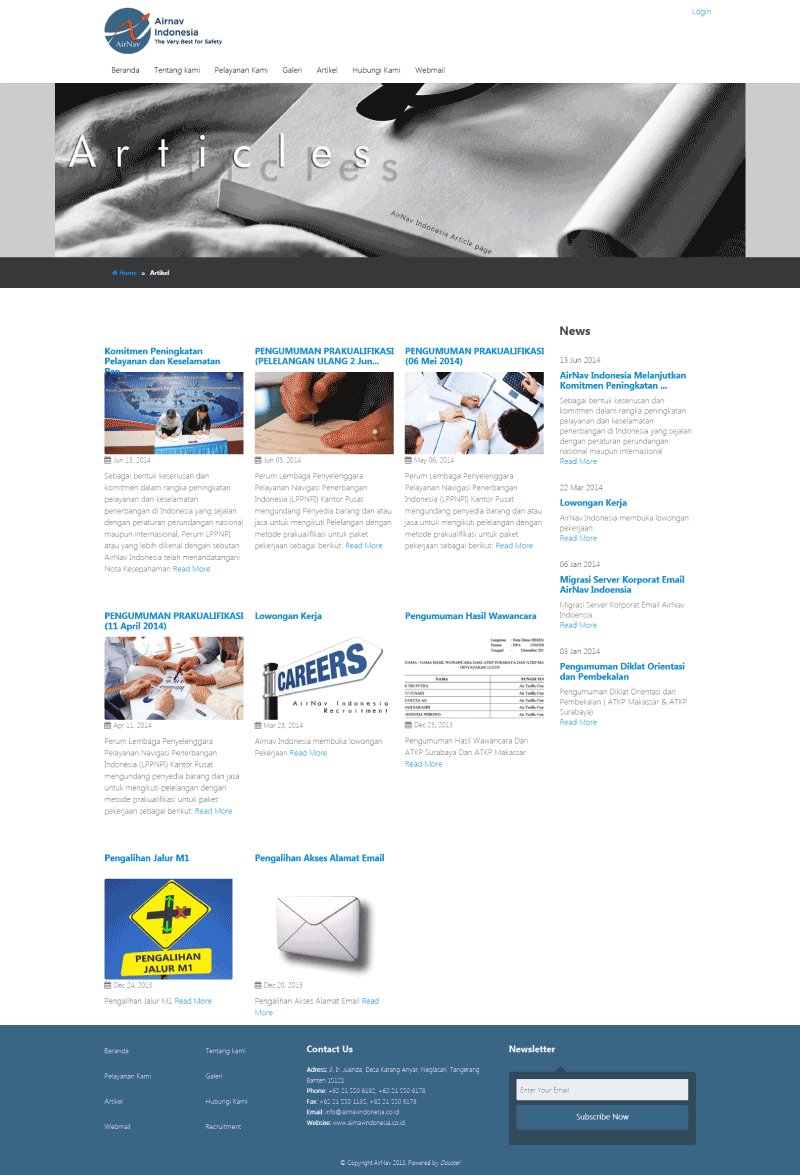 Login
AirNav
Airnav
Indonesia
The Very Best for Safety
Beranda Tentang kami Pelayanan Kami Galeri Artikel Hubungi Kami Webmail
Articles
AirNav Indonesia Article page
Home » Artikel
Komitmen Peningkatan
Pelayanan dan Keselamatan
Jun 13, 2014
Sebagai bentuk keseriusan dan
komitmen dalam rangka peningkatan
pelayanan dan keselamatan
penerbangan di Indonesia yang sejalan
dengan peraturan perundangan nasional
maupun internasional, Perum LPPNPI
atau yang lebih dikenal dengan sebutan
AirNav Indonesia telah menandatangani
Nota Kesepahaman Read More
PENGUMUMAN PRAKUALIFIKASI
(PELELANGAN ULANG 2 Jun...
Jun 03, 2014
Perum Lembaga Penyelenggara
Pelayanan Navigasi Penerbangan
Indonesia (LPPNPI) Kantor Pusat
mengundang Penyedia barang dan atau
jasa untuk mengikuti Pelelangan dengan
metode prakualifikasi untuk paket
pekerjaan sebagai berikut: Read More
PENGUMUMAN PRAKUALIFIKASI
(06 Mei 2014)
May 06, 2014
Perum Lembaga Penyelenggara
Pelayanan Navigasi Penerbangan
Indonesia (LPPNPI) Kantor Pusat
mengundang penyedia barang dan atau
jasa untuk mengikuti pelelangan dengan
metode prakualifikasi untuk paket
pekerjaan sebagai berikut: Read More
PENGUMUMAN PRAKUALIFIKASI
(11 April 2014)
Apr 11, 2014
Perum Lembaga Penyelenggara
Pelayanan Navigasi Penerbangan
Indonesia (LPPNPI) Kantor Pusat
mengundang penyedia barang dan jasa
untuk mengikuti pelelangan dengan
metode prakualifikasi untuk paket
pekerjaan sebagai berikut: Read More
Lowongan Kerja
CAREERS
AirNav Indonesia
Recruitment
Mar 23, 2014
Airnav Indonesia membuka lowongan
Pekerjaan Read More
Pengumuman Hasil Wawancara
NAMA
Dec 23, 2013
Pengumuman Hasil Wawancara Dari
ATKP Surabaya Dan ATKP Makassar
Read More
Pengalihan Jalur M1
PENGALIHAN
JALUR M1
Dec 24, 2013
Pengalihan Jalur M1 Read More
Pengalihan Akses Alamat Email
Dec 20, 2013
Pengalihan Akses Alamat Email Read
More
News
13 Jun 2014
AirNav Indonesia Melanjutkan
Komitmen Peningkatan ...
Sebagai bentuk keseriusan dan
komitmen dalam rangka peningkatan
pelayanan dan keselamatan
penerbangan di Indonesia yang sejalan
dengan peraturan perundangan
nasional maupun internasional
Read More
22 Mar 2014
Lowongan Kerja
AirNav Indonesia membuka lowongan
pekerjaan
Read More
06 Jan 2014
Migrasi Server Korporat Email
AirNav Indoensia
Migrasi Server Korporat Email AirNav
Indoensia
Read More
03 Jan 2014
Pengumuman Diklat Orientasi
dan Pembekalan
Pengumuman Diklat Orientasi dan
Pembekalan ( ATKP Makassar & ATKP
Surabaya)
Read More
Beranda Tentang kami
Pelayanan Kami Galeri
Artikel Hubungi Kami
Webmail Recruitment
Contact Us
Adress: Jl. Ir. Juanda, Desa Karang Anyar, Neglasari, Tangerang
Banten 15121
Phone: +62 21 550 6192, +62 21 550 6178
Fax: +62 21 550 1135, +62 21 550 6178
Email: info@airnavindonesia.co.id
Website: www.airnavindonesia.co.id
Newsletter
Enter Your Email
Subscribe Now
© Copyright AirNav 2013. Powered by Docotel